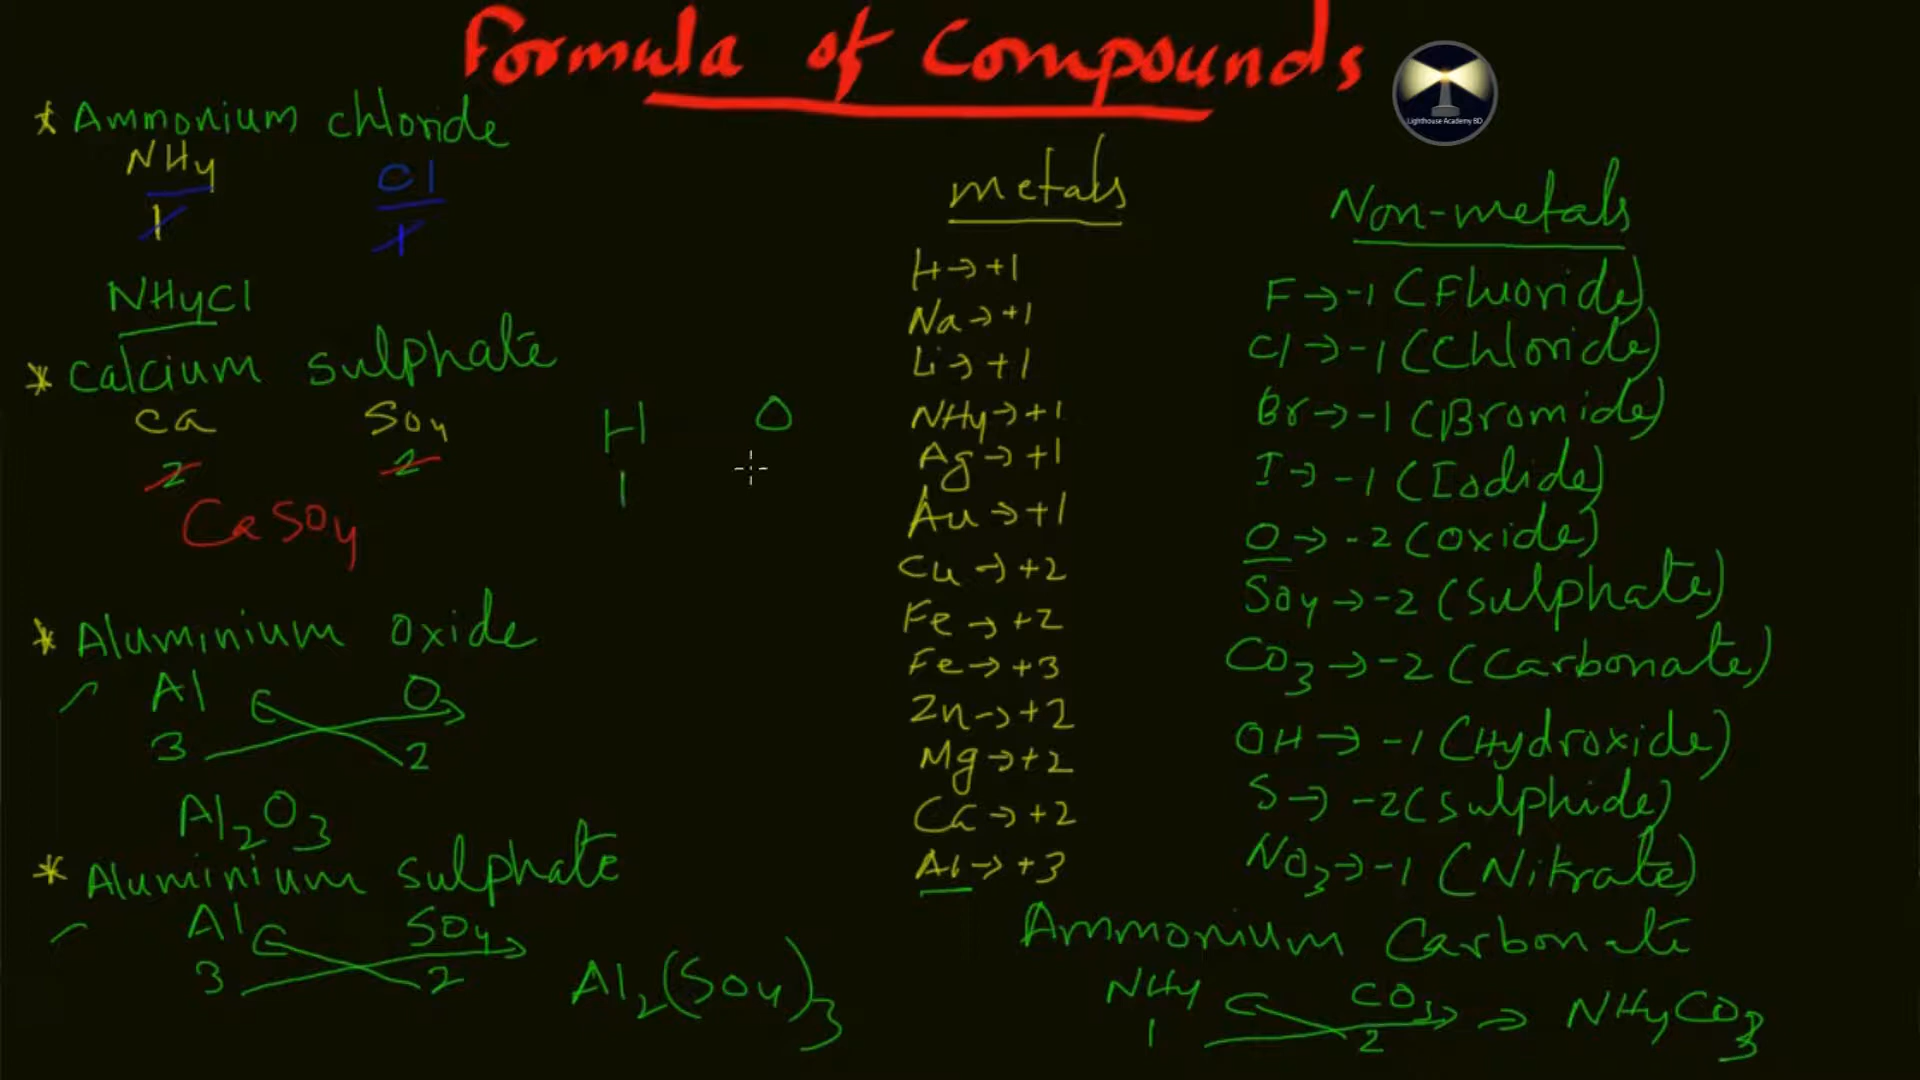 Formula of Compounds
Lighthouse Academy BD
* Ammonium chloride
NH4 Cl
1 1
NH4Cl
* Calcium sulphate
Ca SO4
2 2
CaSO4
* Aluminium oxide
Al O
3 2
Al2O3
* Aluminium sulphate
Al SO4
3 2
Al2(SO4)3
H O
1
metals
H → +1
Na → +1
Li → +1
NH4 → +1
Ag → +1
Au → +1
Cu → +2
Fe → +2
Fe → +3
Zn → +2
Mg → +2
Ca → +2
Al → +3
Non-metals
F → -1 (Fluoride)
Cl → -1 (Chloride)
Br → -1 (Bromide)
I → -1 (Iodide)
O → -2 (Oxide)
SO4 → -2 (Sulphate)
CO3 → -2 (Carbonate)
OH → -1 (Hydroxide)
S → -2 (Sulphide)
NO3 → -1 (Nitrate)
Ammonium Carbonate
NH4 CO3 → NH4CO3
1 2